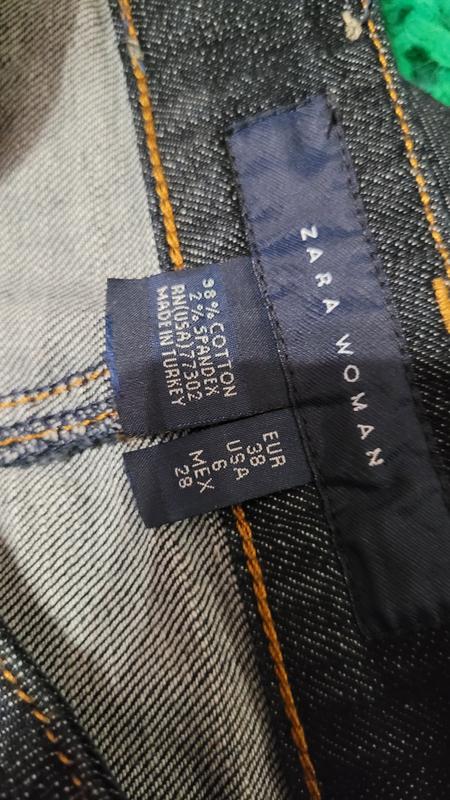 ZARA WOMAN
98% COTTON
2% SPANDEX
RN(USA)77302
MADE IN TURKEY
EUR
38
USA
6
MEX
28